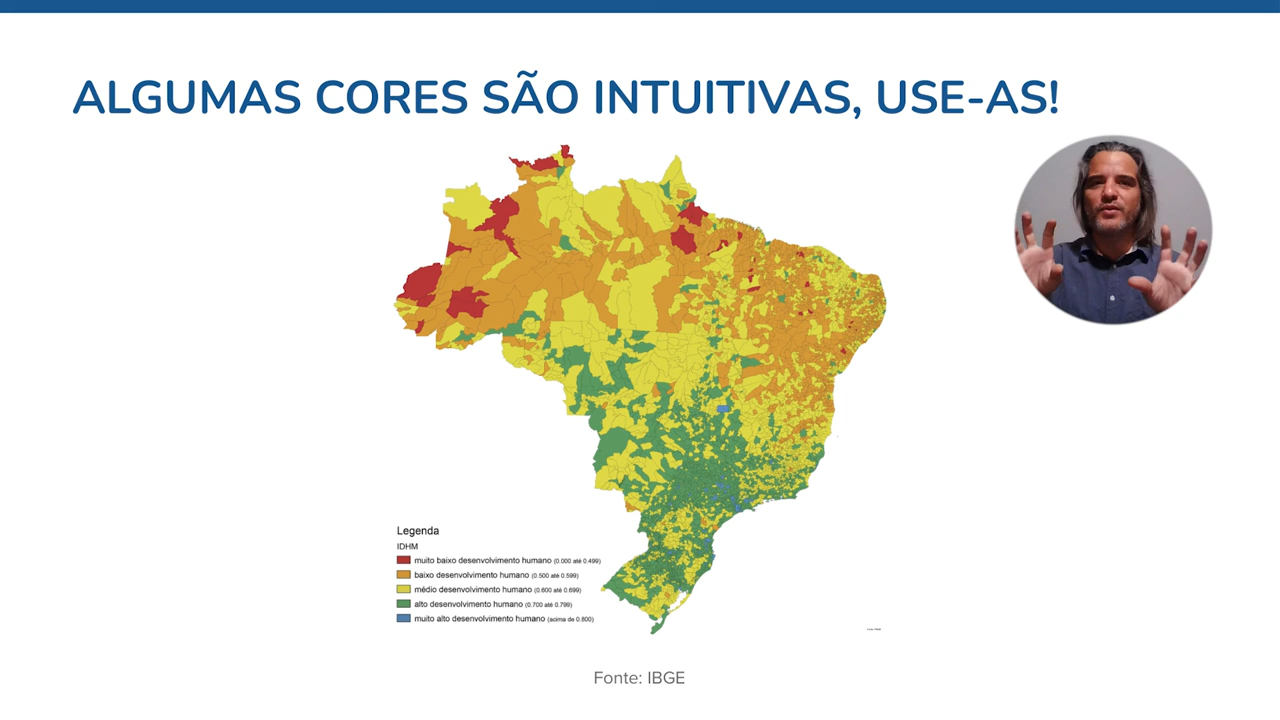 ALGUMAS CORES SÃO INTUITIVAS, USE-AS!
Legenda
IDHM
muito baixo desenvolvimento humano (0.000 até 0.499)
baixo desenvolvimento humano (0.500 até 0.599)
médio desenvolvimento humano (0.600 até 0.699)
alto desenvolvimento humano (0.700 até 0.799)
muito alto desenvolvimento humano (acima de 0.800)
Fonte: IBGE